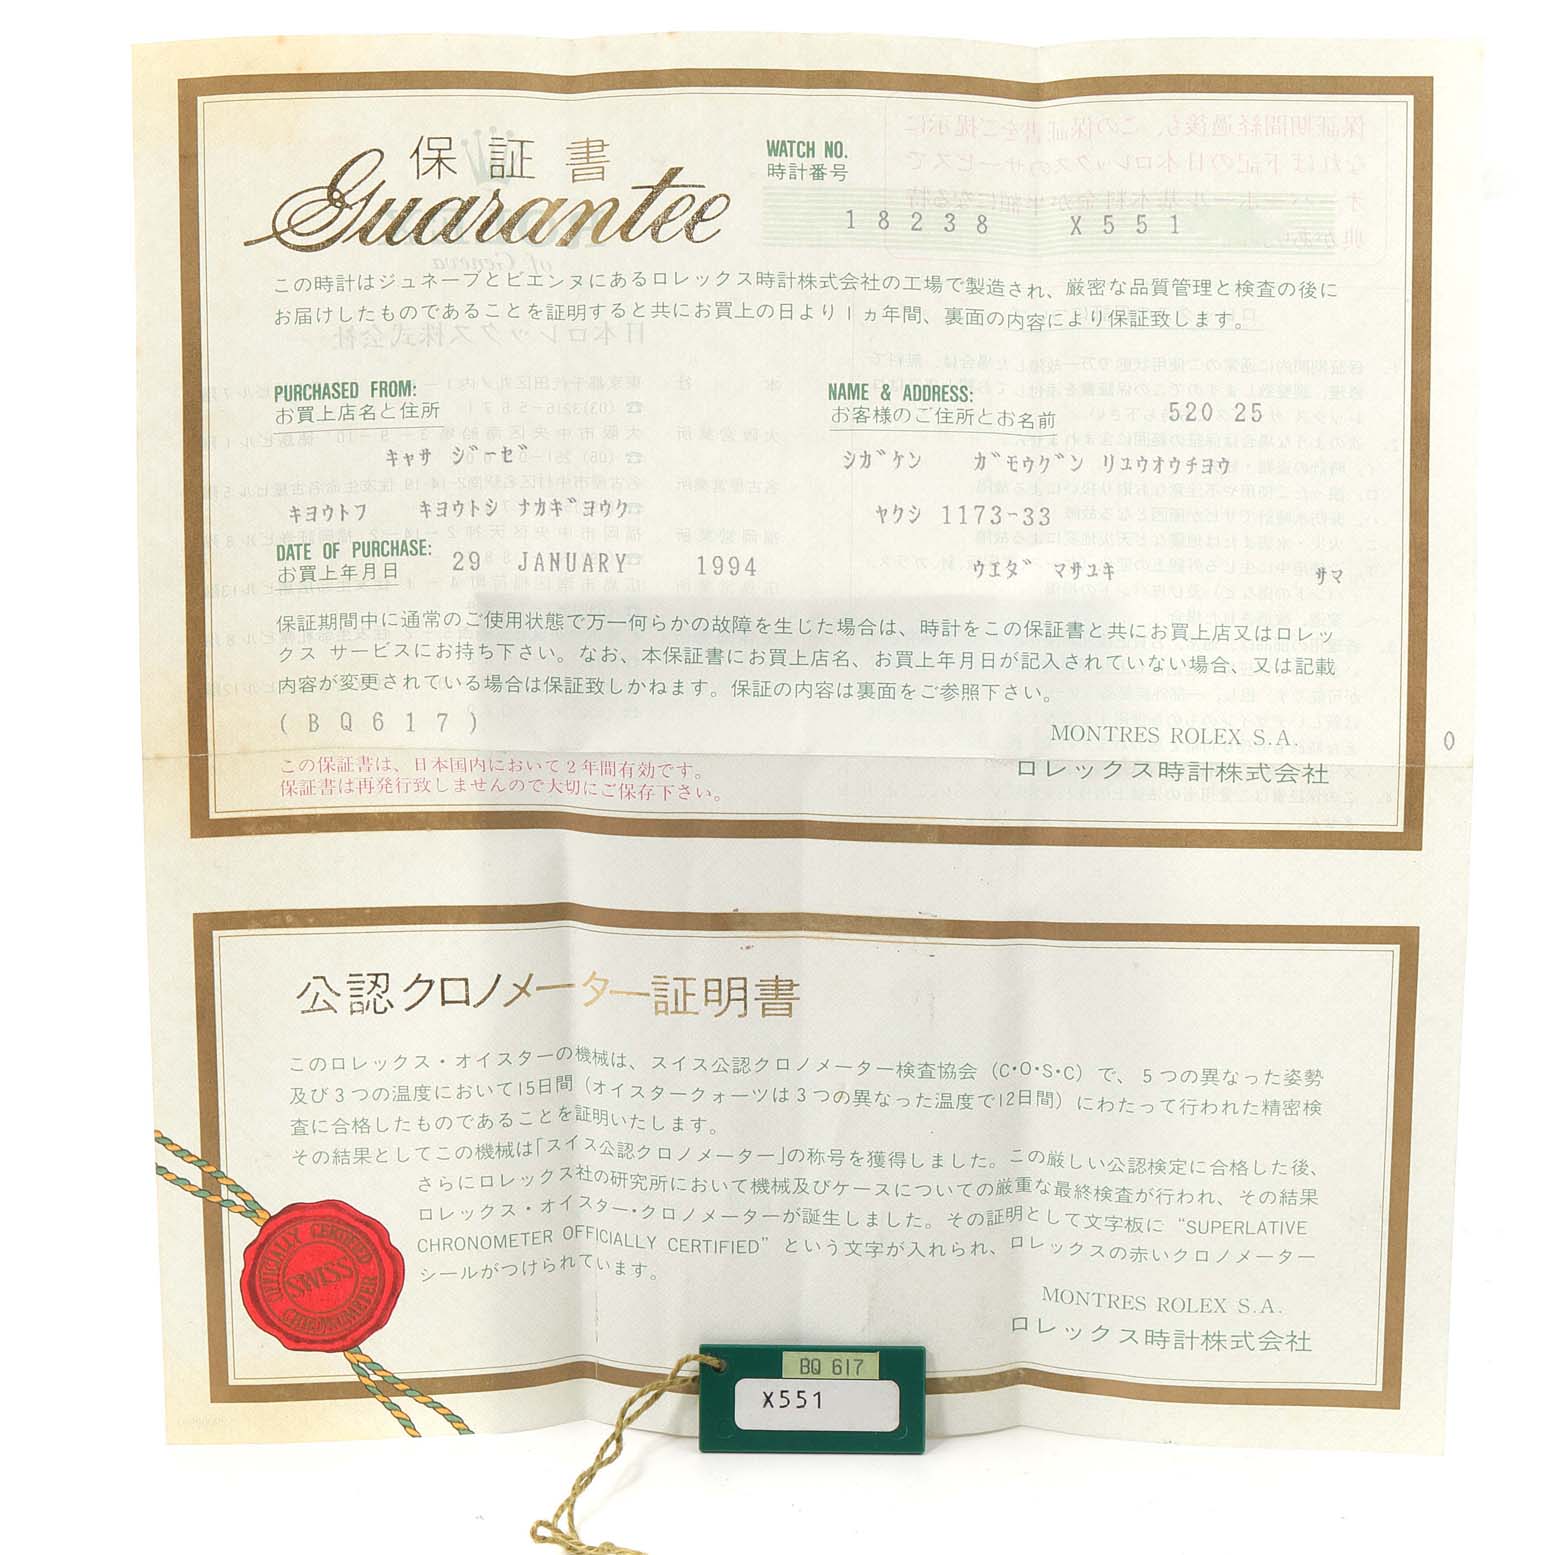 保証書
Guarantee
WATCH NO.
時計番号
18238 X551
この時計はジュネーブとビエンヌにあるロレックス時計株式会社の工場で製造され、厳密な品質管理と検査の後に
お届けしたものであることを証明すると共にお買上の日より1ヵ年間、裏面の内容により保証致します。
PURCHASED FROM:
お買上店名と住所
キャサ ジーゼ
キヨウトフ キヨウトシ ナカギヨウク
NAME & ADDRESS:
お客様のご住所とお名前
520 25
シガケン ガモウグン リユウオウチヨウ
ヤクシ 1173-33
ウエダ マサユキ サマ
DATE OF PURCHASE:
お買上年月日
29 JANUARY 1994
保証期間中に通常のご使用状態で万一何らかの故障を生じた場合は、時計をこの保証書と共にお買上店又はロレッ
クス サービスにお持ち下さい。なお、本保証書にお買上店名、お買上年月日が記入されていない場合、又は記載
内容が変更されている場合は保証致しかねます。保証の内容は裏面をご参照下さい。
(BQ617)
MONTRES ROLEX S.A.
ロレックス時計株式会社
0
この保証書は、日本国内において2年間有効です。
保証書は再発行致しませんので大切にご保存下さい。
公認クロノメーター証明書
このロレックス・オイスターの機械は、スイス公認クロノメーター検査協会（C・O・S・C）で、5つの異なった姿勢
及び3つの温度において15日間（オイスタークォーツは3つの異なった温度で12日間）にわたって行われた精密検
査に合格したものであることを証明いたします。
その結果としてこの機械は「スイス公認クロノメーター」の称号を獲得しました。この厳しい公認検定に合格した後、
さらにロレックス社の研究所において機械及びケースについての厳重な最終検査が行われ、その結果
ロレックス・オイスター・クロノメーターが誕生しました。その証明として文字板に “SUPERLATIVE
CHRONOMETER OFFICIALLY CERTIFIED” という文字が入れられ、ロレックスの赤いクロノメーター
シールがつけられています。
OFFICIALLY CERTIFIED
SWISS
CHRONOMETER
MONTRES ROLEX S.A.
ロレックス時計株式会社
BQ 617
X551